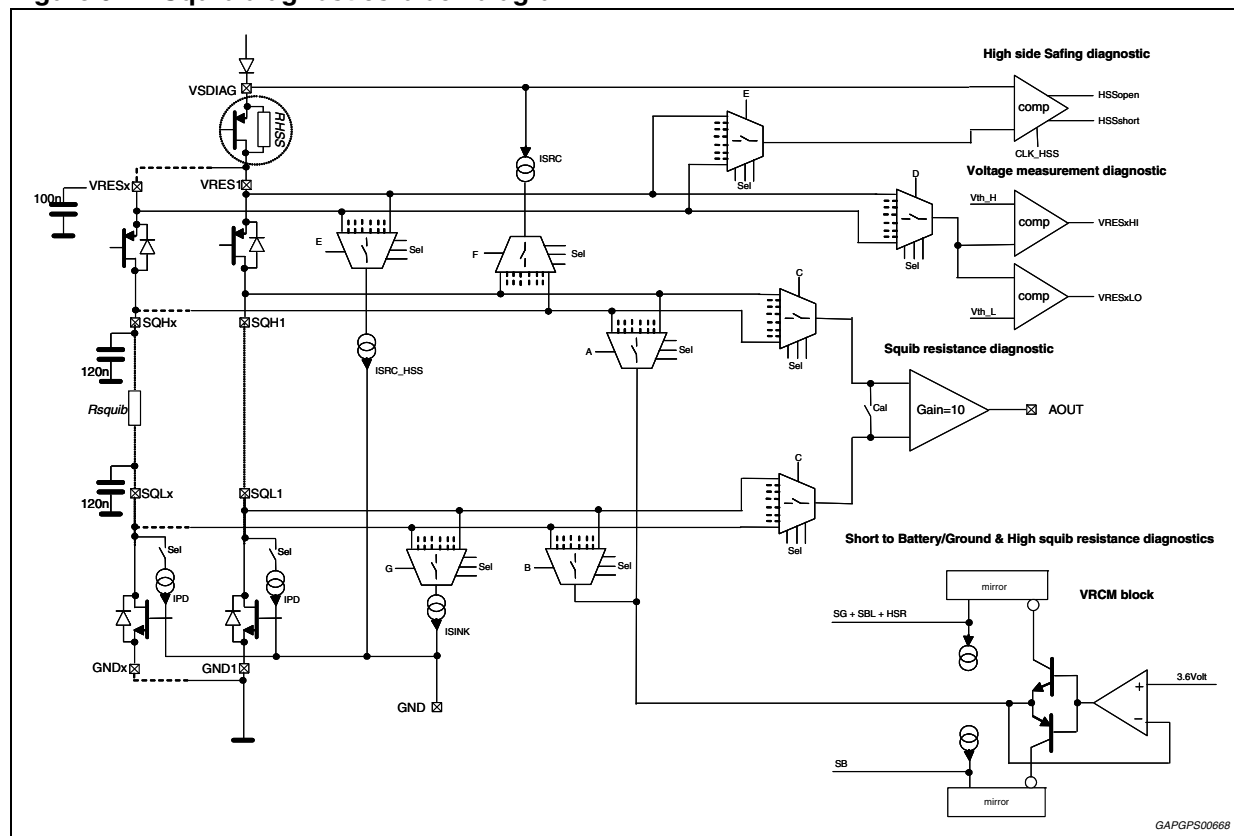 High side Safing diagnostic
VSDIAG
E
comp
HSSopen
HSSshort
RHSS
ISRC
CLK_HSS
Sel
VRESx
VRES1
Voltage measurement diagnostic
100n
D
Vth_H
comp
VRESxHI
E
Sel
F
Sel
Sel
C
comp
VRESxLO
Vth_L
SQHx
SQH1
ISRC_HSS
A
Sel
Sel
Squib resistance diagnostic
120n
Rsquib
Cal
Gain=10
AOUT
C
SQLx
SQL1
120n
Sel
Short to Battery/Ground & High squib resistance diagnostics
Sel
Sel
G
Sel
B
Sel
mirror
VRCM block
IPD
IPD
ISINK
SG + SBL + HSR
GNDx
GND1
GND
3.6Volt
+
-
SB
mirror
GAPGPS00668